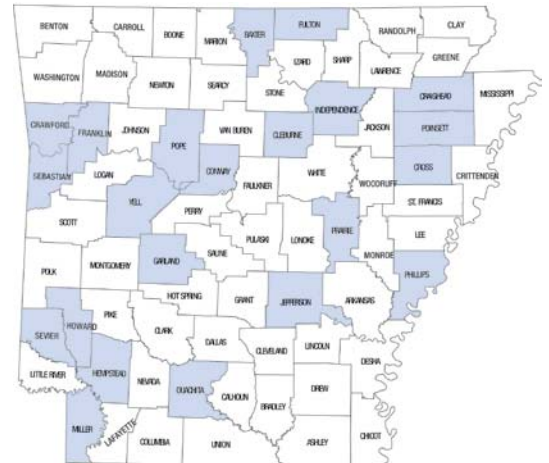 BENTON
CARROLL
BOONE
MARION
BAXTER
FULTON
RANDOLPH
CLAY
IZARD
SHARP
GREENE
LAWRENCE
WASHINGTON
MADISON
NEWTON
SEARCY
STONE
INDEPENDENCE
CRAIGHEAD
MISSISSIPPI
CRAWFORD
FRANKLIN
JOHNSON
POPE
VAN BUREN
CLEBURNE
JACKSON
POINSETT
SEBASTIAN
LOGAN
CONWAY
FAULKNER
WHITE
WOODRUFF
CROSS
CRITTENDEN
YELL
PERRY
ST. FRANCIS
SCOTT
PULASKI
LONOKE
PRAIRIE
MONROE
LEE
POLK
MONTGOMERY
GARLAND
SALINE
PHILLIPS
HOT SPRING
GRANT
JEFFERSON
ARKANSAS
SEVIER
HOWARD
PIKE
CLARK
DALLAS
CLEVELAND
LINCOLN
DESHA
LITTLE RIVER
HEMPSTEAD
NEVADA
OUACHITA
CALHOUN
BRADLEY
DREW
MILLER
LAFAYETTE
COLUMBIA
UNION
ASHLEY
CHICOT